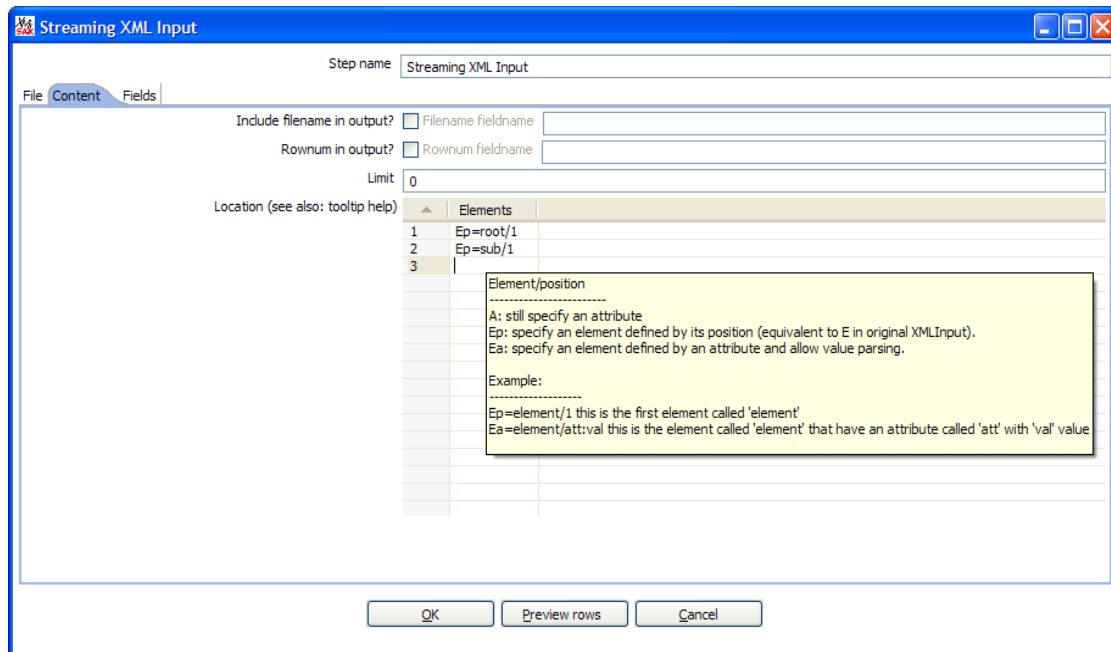 Streaming XML Input
Step name Streaming XML Input
File Content Fields
Include filename in output? Filename fieldname
Rownum in output? Rownum fieldname
Limit 0
Location (see also: tooltip help) Elements
1 Ep=root/1
2 Ep=sub/1
3
Element/position
-------------------------
A: still specify an attribute
Ep: specify an element defined by its position (equivalent to E in original XMLInput).
Ea: specify an element defined by an attribute and allow value parsing.
Example:
--------------------
Ep=element/1 this is the first element called 'element'
Ea=element/att:val this is the element called 'element' that have an attribute called 'att' with 'val' value
OK Preview rows Cancel